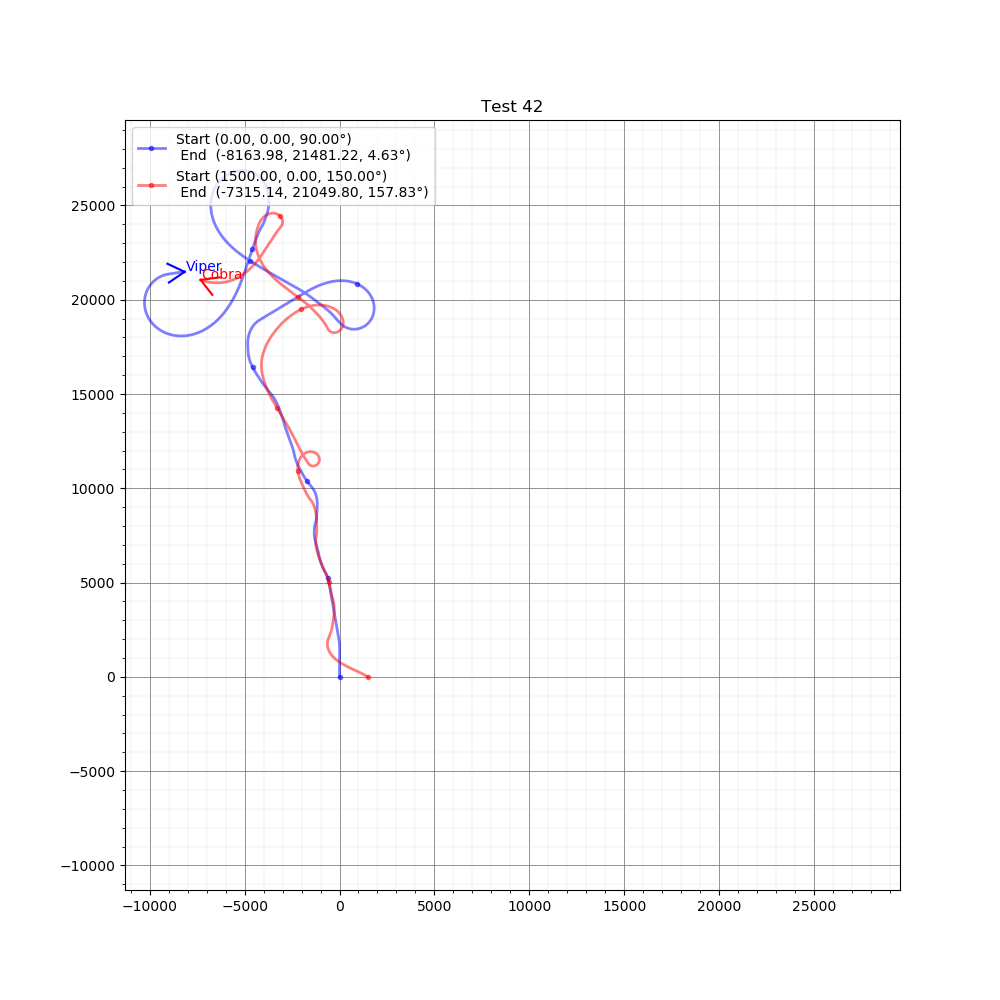 Test 42
Start (0.00, 0.00, 90.00°)
End (-8163.98, 21481.22, 4.63°)
Start (1500.00, 0.00, 150.00°)
End (-7315.14, 21049.80, 157.83°)
25000
20000
15000
10000
5000
0
−5000
−10000
Viper
Cobra
−10000 −5000 0 5000 10000 15000 20000 25000